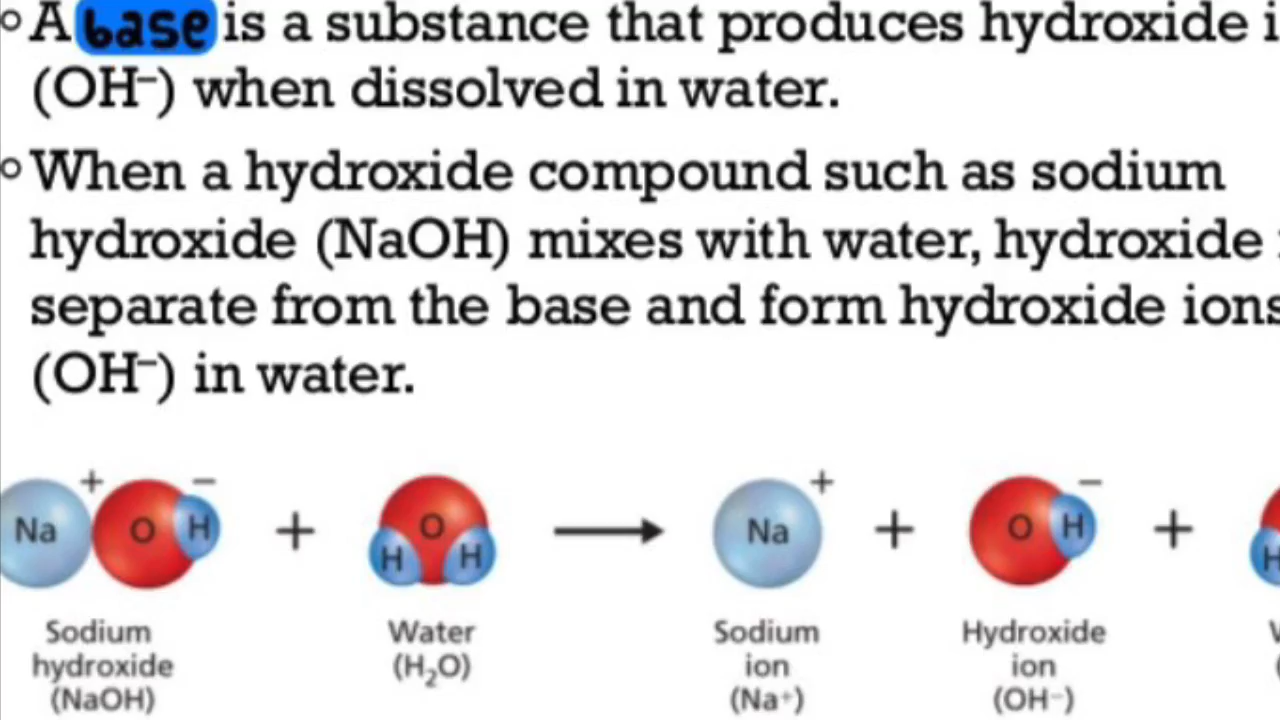 A base is a substance that produces hydroxide
(OH⁻) when dissolved in water.
When a hydroxide compound such as sodium
hydroxide (NaOH) mixes with water, hydroxide
separate from the base and form hydroxide ions
(OH⁻) in water.
Na + O H − + H O H → Na + + O H − + H
Sodium hydroxide (NaOH)
Water (H₂O)
Sodium ion (Na⁺)
Hydroxide ion (OH⁻)